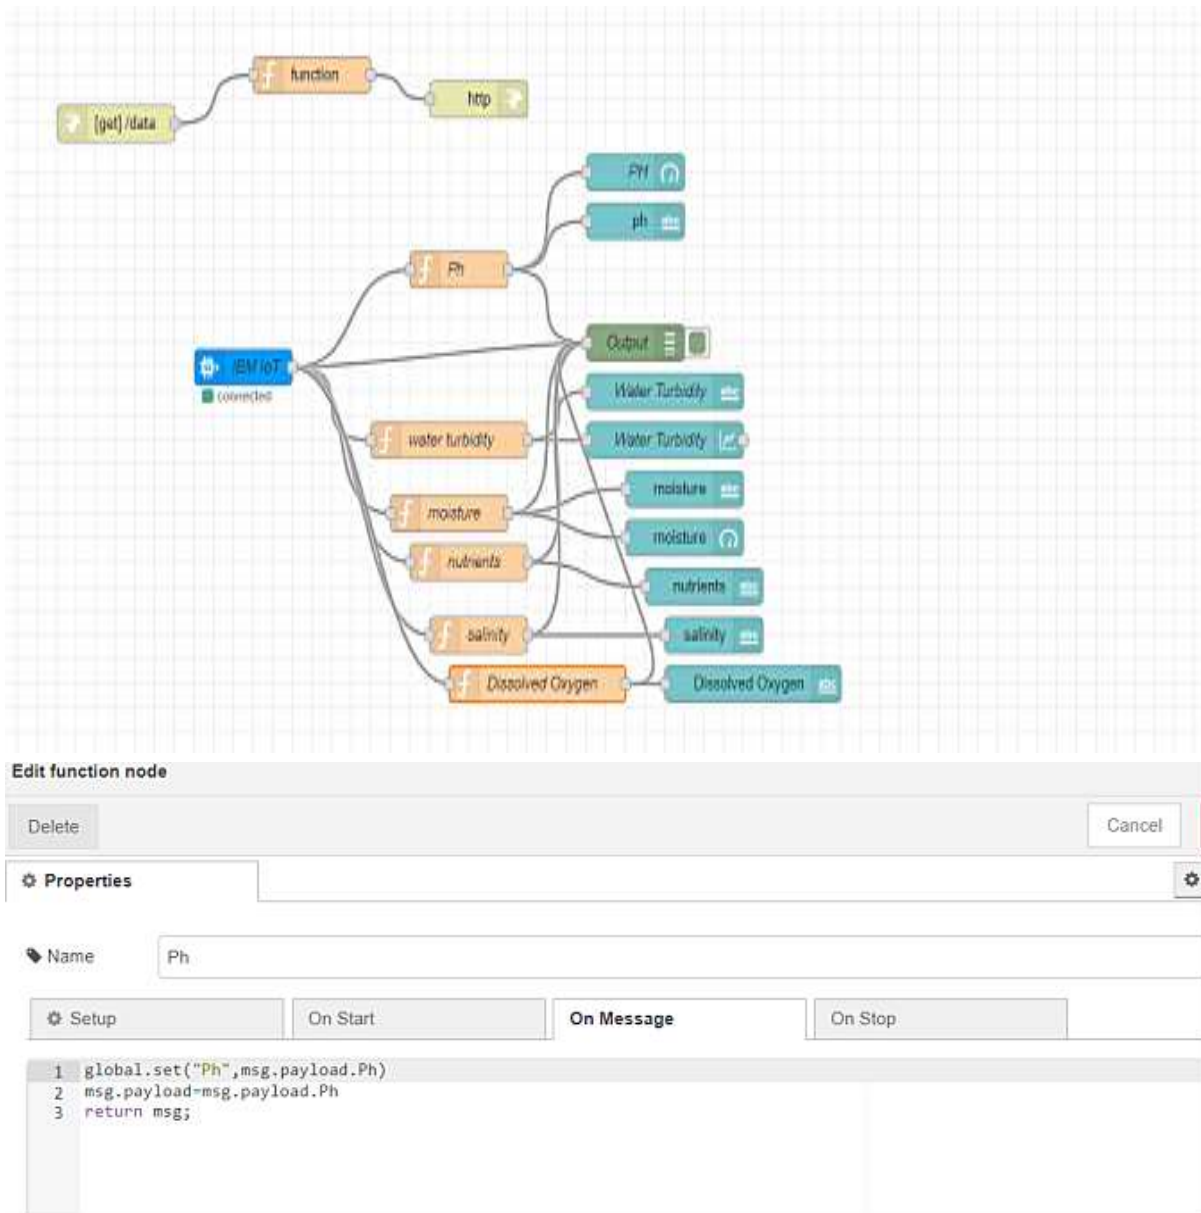 function
http
[get] /data
PH
ph
Ph
Output
IBM IoT
connected
Water Turbidity
water turbidity
Water Turbidity
moisture
moisture
moisture
nutrients
nutrients
salinity
salinity
Dissolved Oxygen
Dissolved Oxygen
Edit function node
Delete
Cancel
Properties
Name
Ph
Setup
On Start
On Message
On Stop
1 global.set("Ph",msg.payload.Ph)
2 msg.payload=msg.payload.Ph
3 return msg;